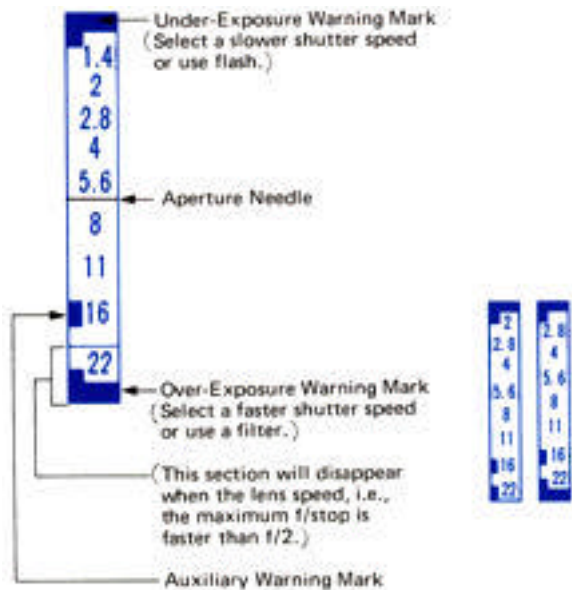 Under-Exposure Warning Mark
(Select a slower shutter speed
or use flash.)
1.4
2
2.8
4
5.6
Aperture Needle
8
11
16
22
Over-Exposure Warning Mark
(Select a faster shutter speed
or use a filter.)
(This section will disappear
when the lens speed, i.e.,
the maximum f/stop is
faster than f/2.)
Auxiliary Warning Mark
2
2.8
4
5.6
8
11
16
22
2.8
4
5.6
8
11
16
22